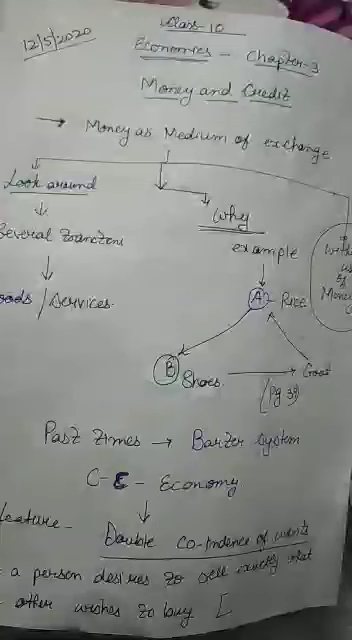 Class-10
12/5/2020
Economics - Chapter-3
Money and Credit
→ Money as Medium of exchange
Look around
Why
Several
example
Goods / Services.
A Rice
B Shoes
Goat
(Pg 39)
Past Times → Barter System
C-C- Economy
feature -
Double Co-indence of wants
a person desires to sell exactly what
other wishes to buy [